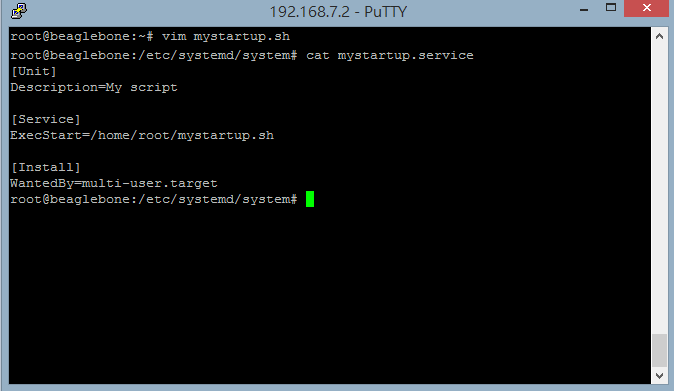 192.168.7.2 - PuTTY
root@beaglebone:~# vim mystartup.sh
root@beaglebone:/etc/systemd/system# cat mystartup.service
[Unit]
Description=My script
[Service]
ExecStart=/home/root/mystartup.sh
[Install]
WantedBy=multi-user.target
root@beaglebone:/etc/systemd/system#